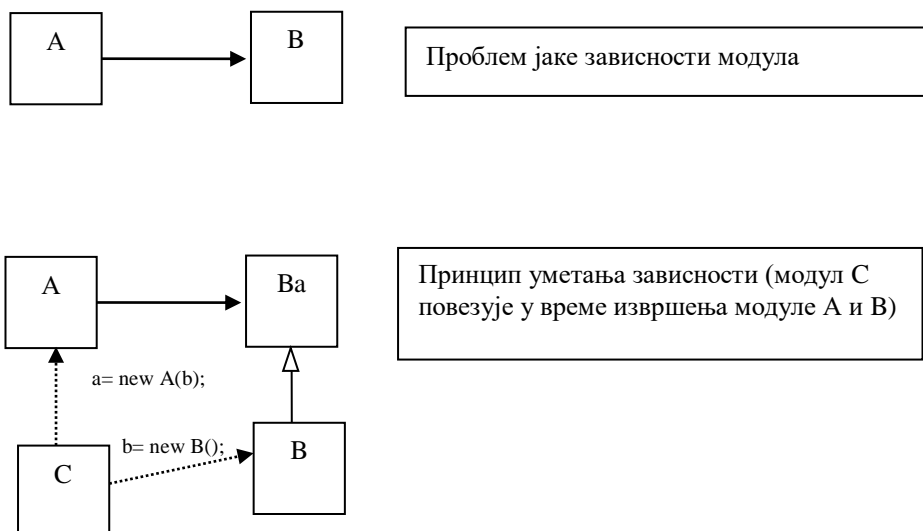 A
B
Проблем јаке зависности модула
A
Ba
Принцип уметања зависности (модул C
повезује у време извршења модуле А и B)
a= new A(b);
b= new B();
B
C